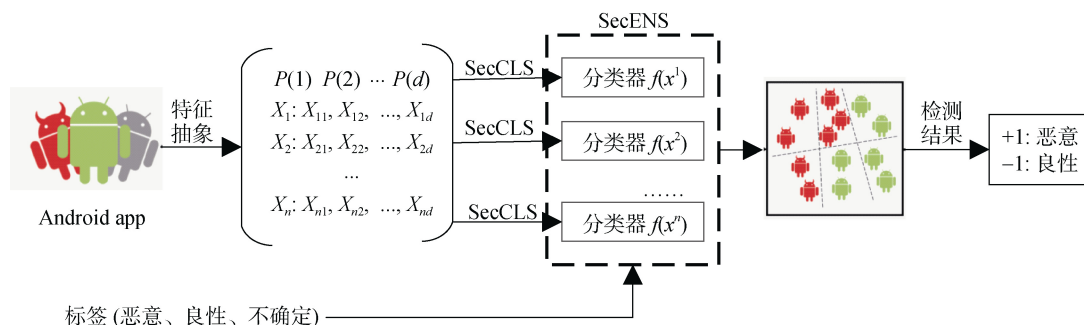 SecENS
P(1) P(2) ... P(d)
X₁: X₁₁, X₁₂, ..., X₁d
X₂: X₂₁, X₂₂, ..., X₂d
...
Xₙ: Xₙ₁, Xₙ₂, ..., Xₙd
特征
抽象
Android app
SecCLS
SecCLS
SecCLS
分类器 f(x¹)
分类器 f(x²)
……
分类器 f(xⁿ)
检测
结果
+1: 恶意
−1: 良性
标签 (恶意、良性、不确定)